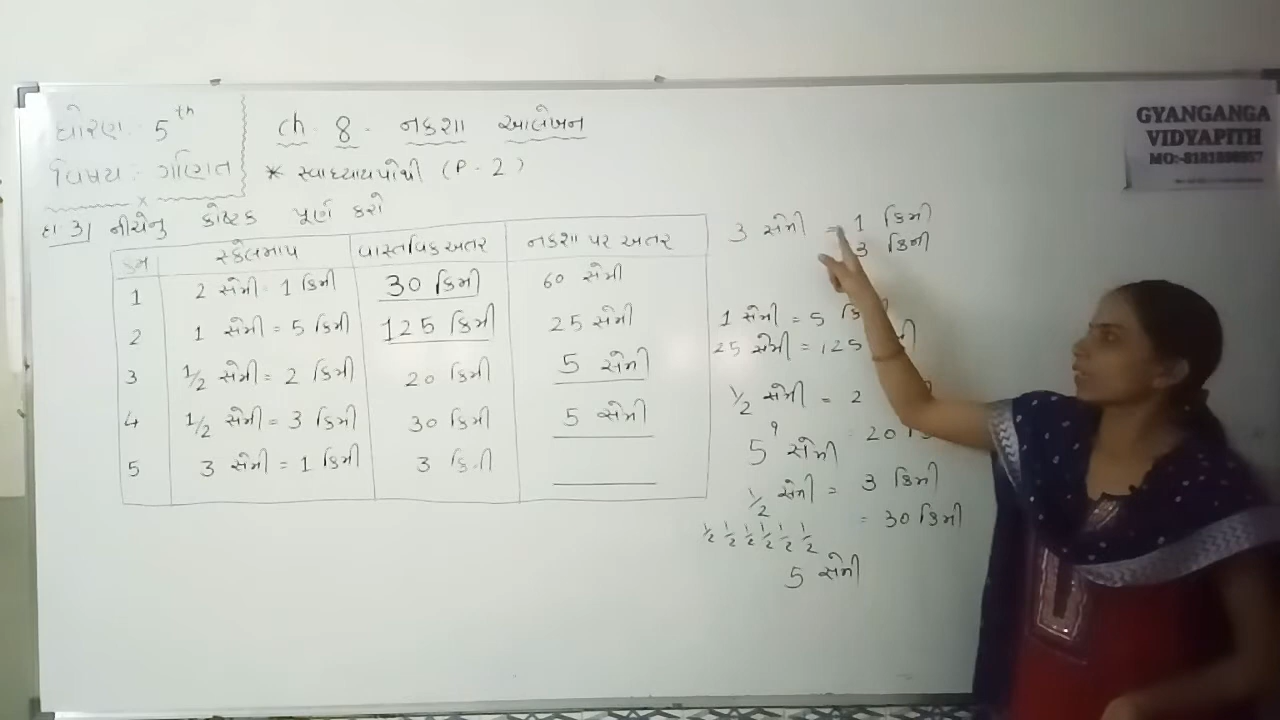 ધોરણ : 5th
વિષય : ગણિત
Ch. 8. નકશા આલેખન
* સ્વાધ્યાયપોથી (P-2)
દા 3| નીચેનુ કોષ્ટક પૂર્ણ કરો
ક્રમ સ્કેલમાપ વાસ્તવિક અંતર નકશા પર અંતર
1 2 સેમી = 1 કિમી 30 કિમી 60 સેમી
2 1 સેમી = 5 કિમી 125 કિમી 25 સેમી
3 1/2 સેમી = 2 કિમી 20 કિમી 5 સેમી
4 1/2 સેમી = 3 કિમી 30 કિમી 5 સેમી
5 3 સેમી = 1 કિમી 3 કિમી
3 સેમી = 1 કિમી
3 કિમી
1 સેમી = 5
25 સેમી = 125
1/2 સેમી = 2
? = 20
5 સેમી
1/2 સેમી = 3 કિમી
= 30 કિમી
1/2 1/2 1/2 1/2 1/2 1/2
5 સેમી
GYANGANGA
VIDYAPITH